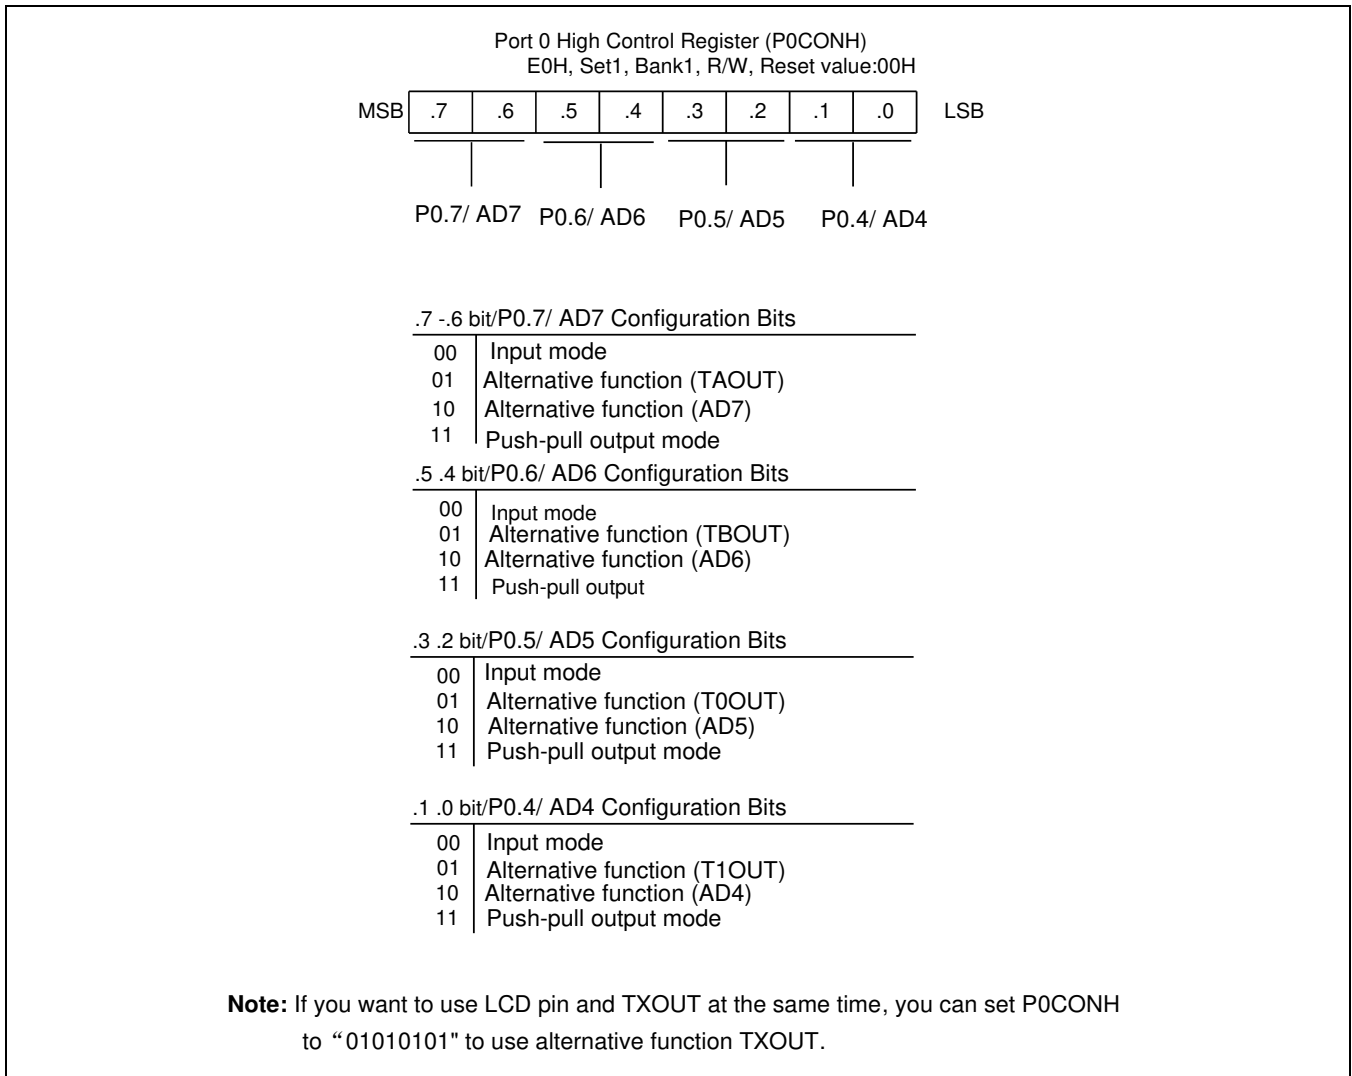 Port 0 High Control Register (P0CONH)
E0H, Set1, Bank1, R/W, Reset value:00H
MSB .7 .6 .5 .4 .3 .2 .1 .0 LSB
P0.7/ AD7 P0.6/ AD6 P0.5/ AD5 P0.4/ AD4
.7 -.6 bit/P0.7/ AD7 Configuration Bits
00 Input mode
01 Alternative function (TAOUT)
10 Alternative function (AD7)
11 Push-pull output mode
.5 .4 bit/P0.6/ AD6 Configuration Bits
00 Input mode
01 Alternative function (TBOUT)
10 Alternative function (AD6)
11 Push-pull output
.3 .2 bit/P0.5/ AD5 Configuration Bits
00 Input mode
01 Alternative function (T0OUT)
10 Alternative function (AD5)
11 Push-pull output mode
.1 .0 bit/P0.4/ AD4 Configuration Bits
00 Input mode
01 Alternative function (T1OUT)
10 Alternative function (AD4)
11 Push-pull output mode
Note: If you want to use LCD pin and TXOUT at the same time, you can set P0CONH
to “01010101" to use alternative function TXOUT.